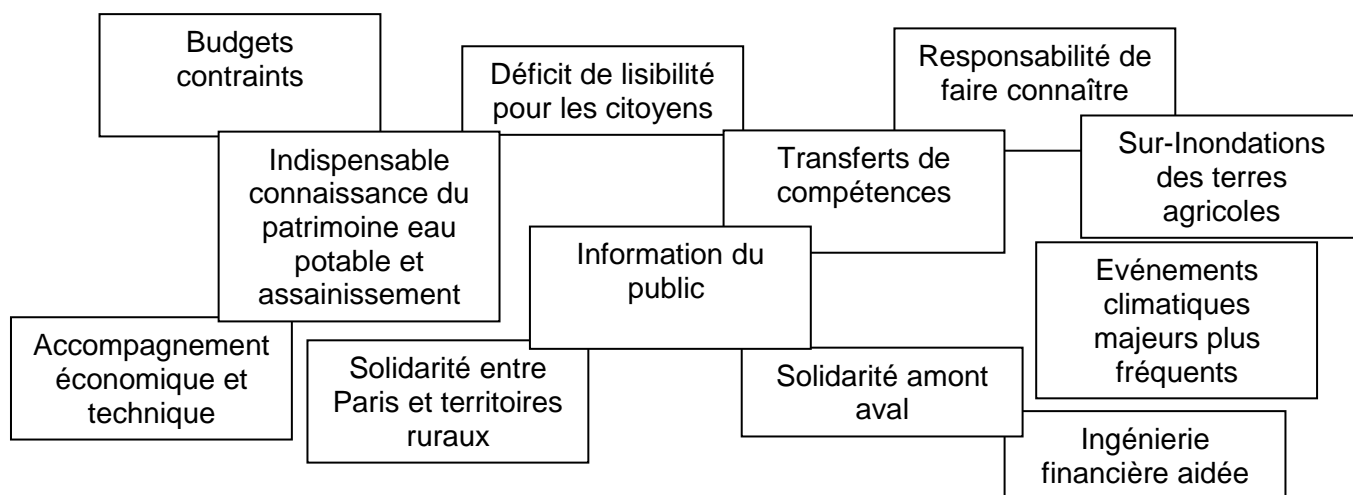 Budgets
contraints
Déficit de lisibilité
pour les citoyens
Responsabilité de
faire connaître
Indispensable
connaissance du
patrimoine eau
potable et
assainissement
Transferts de
compétences
Sur-Inondations
des terres
agricoles
Information du
public
Evénements
climatiques
majeurs plus
fréquents
Accompagnement
économique et
technique
Solidarité entre
Paris et territoires
ruraux
Solidarité amont
aval
Ingénierie
financière aidée